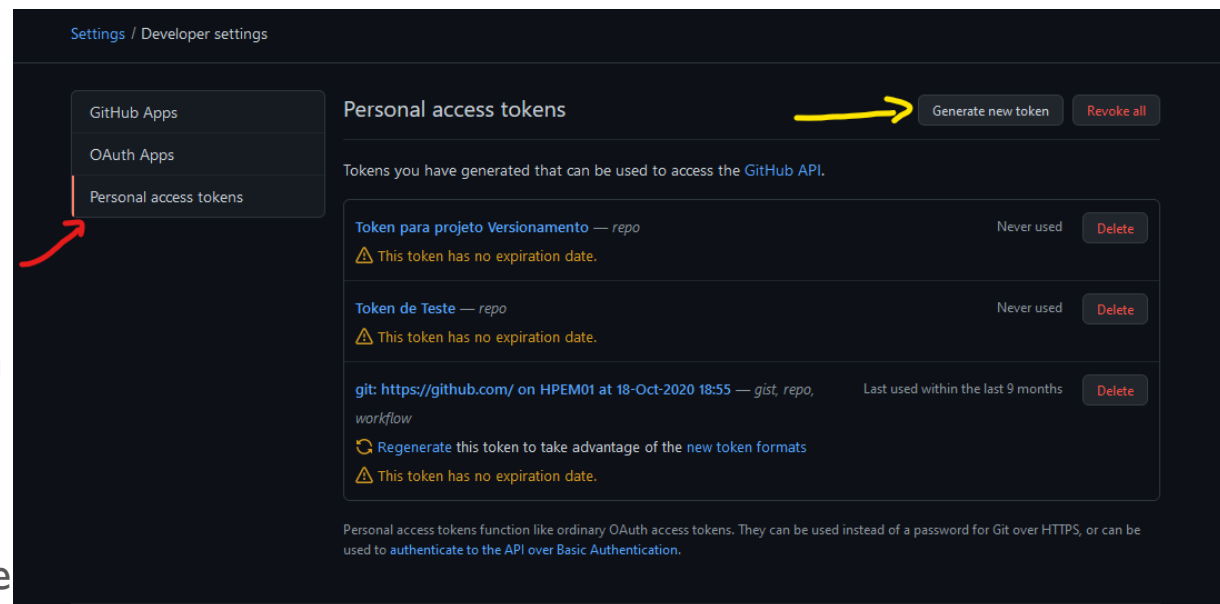 Settings / Developer settings
GitHub Apps
OAuth Apps
Personal access tokens
Personal access tokens
Generate new token
Revoke all
Tokens you have generated that can be used to access the GitHub API.
Token para projeto Versionamento — repo
Never used
Delete
This token has no expiration date.
Token de Teste — repo
Never used
Delete
This token has no expiration date.
git: https://github.com/ on HPEM01 at 18-Oct-2020 18:55 — gist, repo,
workflow
Last used within the last 9 months
Delete
Regenerate this token to take advantage of the new token formats
This token has no expiration date.
Personal access tokens function like ordinary OAuth access tokens. They can be used instead of a password for Git over HTTPS, or can be
used to authenticate to the API over Basic Authentication.
e